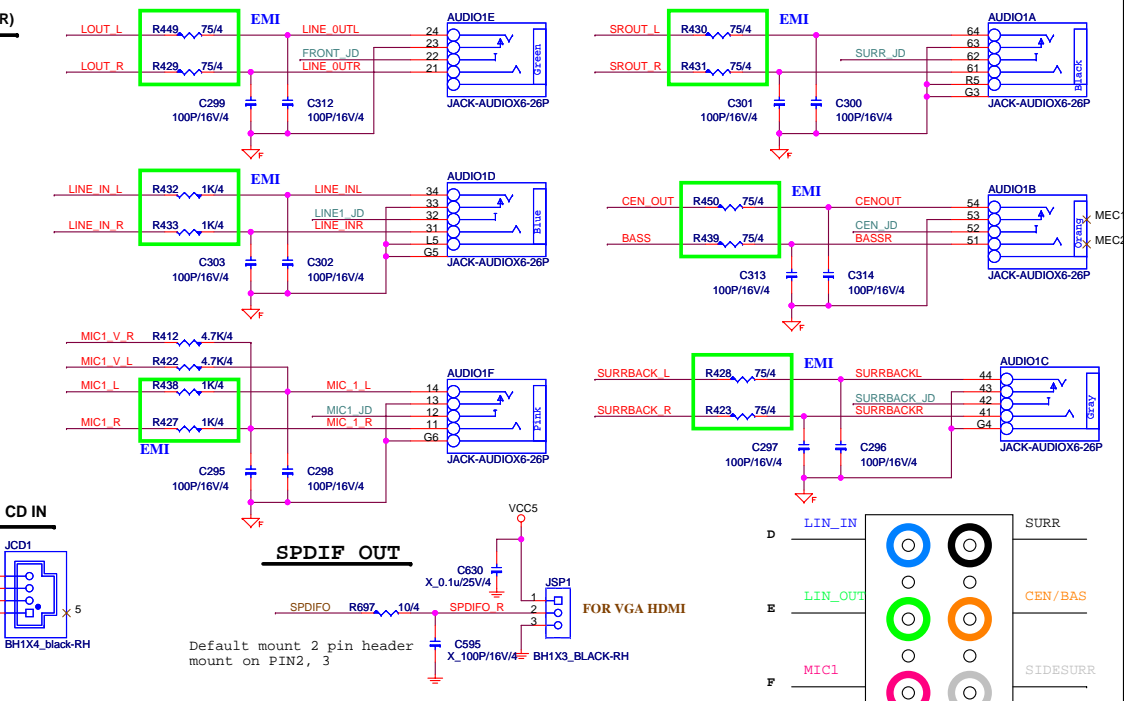 R)
EMI
AUDIO1E
LOUT_L R449 75/4 LINE_0UTL 24
23
FRONT_JD 22
LOUT_R R429 75/4 LINE_0UTR 21
Green
C299
100P/16V/4
C312
100P/16V/4
JACK-AUDIOX6-26P
F
EMI
AUDIO1A
SROUT_L R430 75/4 64
63
SURR_JD 62
SROUT_R R431 75/4 61
R5
G3
Black
C301
100P/16V/4
C300
100P/16V/4
JACK-AUDIOX6-26P
F
EMI
AUDIO1D
LINE_IN_L R432 1K/4 LINE_INL 34
33
LINE1_JD 32
LINE_IN_R R433 1K/4 LINE_INR 31
L5
G5
Blue
C303
100P/16V/4
C302
100P/16V/4
JACK-AUDIOX6-26P
F
EMI
AUDIO1B
CEN_OUT R450 75/4 CENOUT 54
53
CEN_JD 52
BASS R439 75/4 BASSR 51
Orang
MEC1
MEC2
C313
100P/16V/4
C314
100P/16V/4
JACK-AUDIOX6-26P
F
MIC1_V_R R412 4.7K/4
MIC1_V_L R422 4.7K/4
AUDIO1F
MIC1_L R438 1K/4 MIC_1_L 14
13
MIC1_JD 12
MIC1_R R427 1K/4 MIC_1_R 11
G6
Pink
EMI
C295
100P/16V/4
C298
100P/16V/4
JACK-AUDIOX6-26P
F
EMI
AUDIO1C
SURRBACK_L R428 75/4 SURRBACKL 44
43
SURRBACK_JD 42
SURRBACK_R R423 75/4 SURRBACKR 41
G4
Gray
C297
100P/16V/4
C296
100P/16V/4
JACK-AUDIOX6-26P
F
CD IN
JCD1
5
BH1X4_black-RH
SPDIF OUT
VCC5
C630
X_0.1u/25V/4
JSP1
1
SPDIFO R697 10/4 SPDIFO_R 2
3
FOR VGA HDMI
C595
X_100P/16V/4
BH1X3_BLACK-RH
Default mount 2 pin header
mount on PIN2, 3
D LIN_IN SURR
E LIN_OUT CEN/BAS
F MIC1 SIDESURR